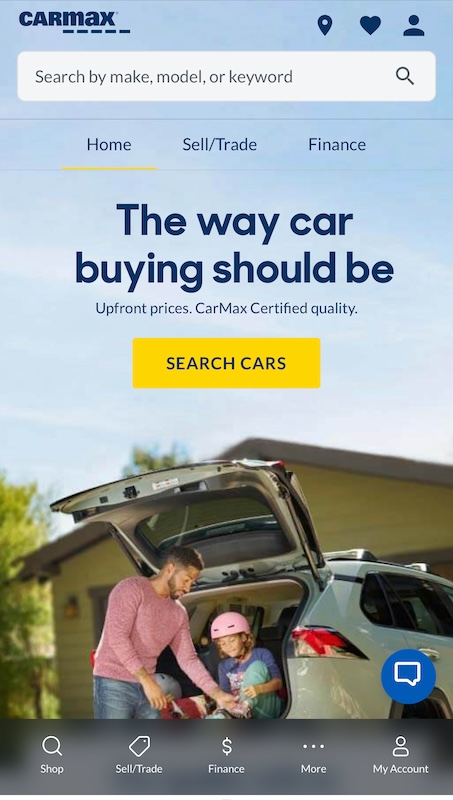 CARMAX
Search by make, model, or keyword
Home Sell/Trade Finance
The way car
buying should be
Upfront prices. CarMax Certified quality.
SEARCH CARS
Shop Sell/Trade Finance More My Account